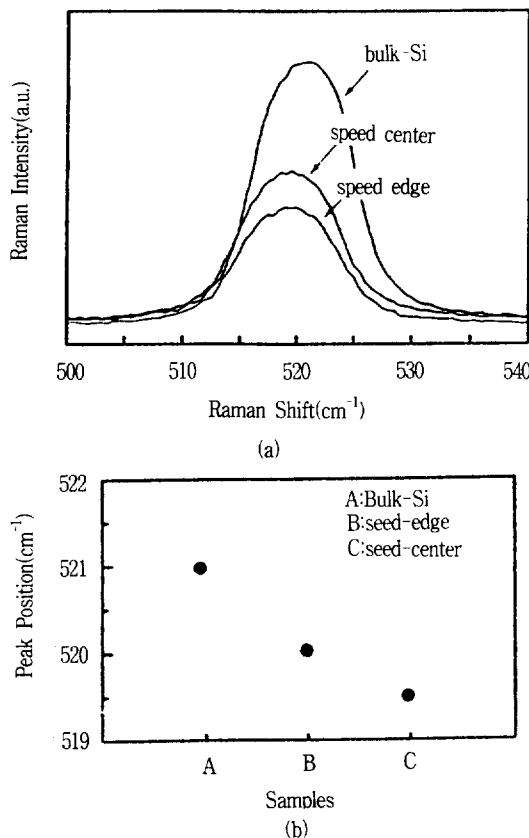 bulk-Si
speed center
speed edge
Raman Intensity(a.u.)
500 510 520 530 540
Raman Shift(cm⁻¹)
(a)
522
521
520
519
Peak Position(cm⁻¹)
A:Bulk-Si
B:seed-edge
C:seed-center
A B C
Samples
(b)